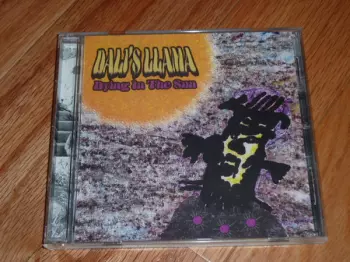 DALI'S LLAMA
Dying In The Sun